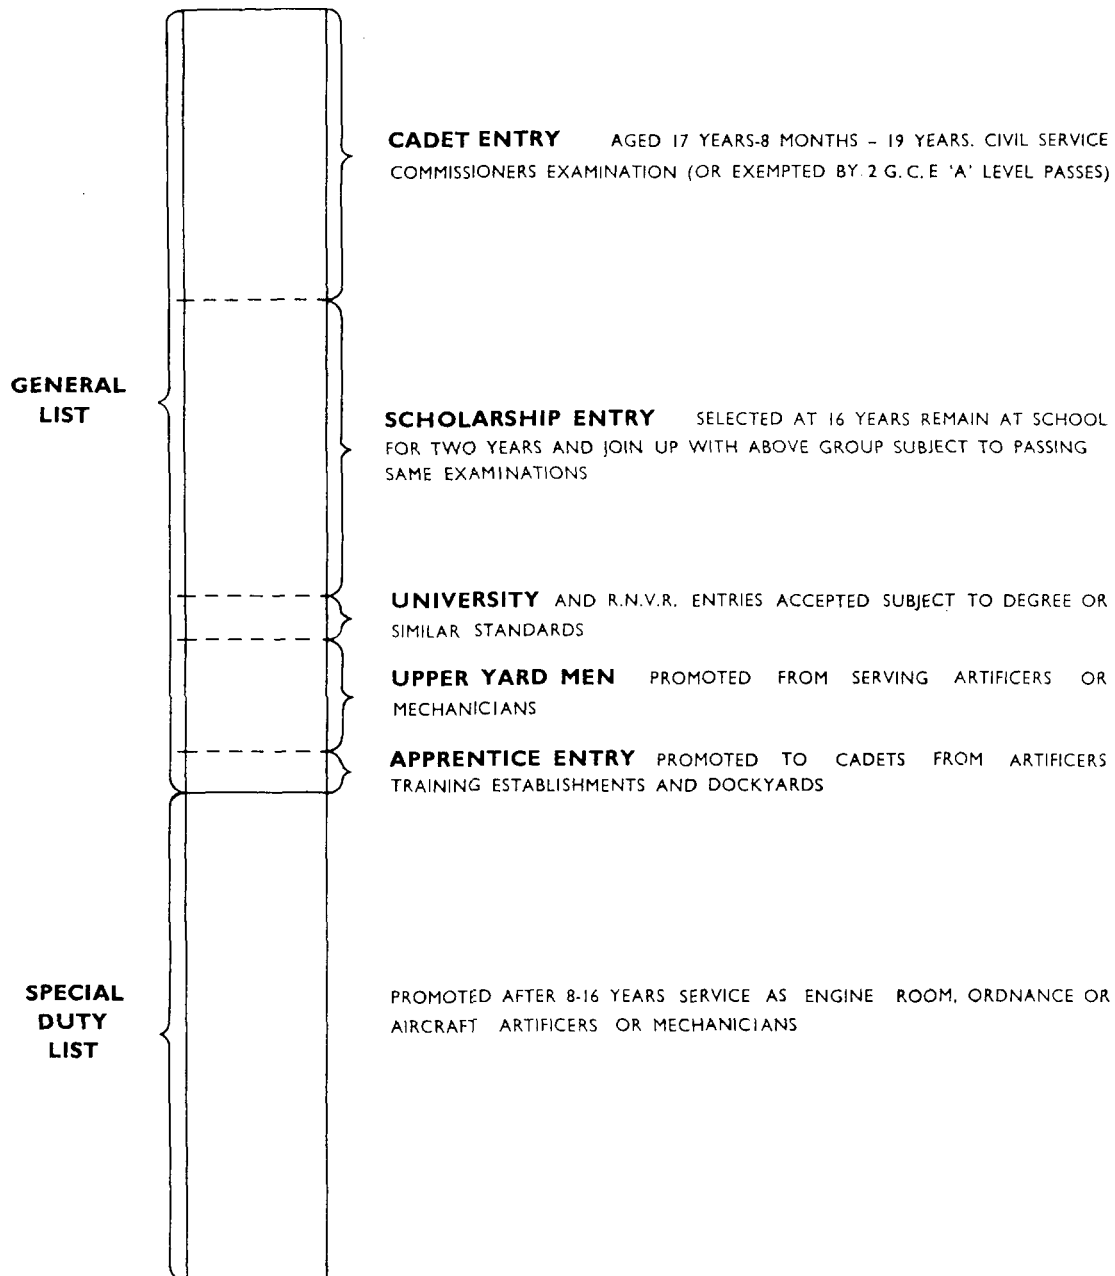 CADET ENTRY AGED 17 YEARS-8 MONTHS – 19 YEARS. CIVIL SERVICE
COMMISSIONERS EXAMINATION (OR EXEMPTED BY 2 G.C.E 'A' LEVEL PASSES)
GENERAL
LIST
SCHOLARSHIP ENTRY SELECTED AT 16 YEARS REMAIN AT SCHOOL
FOR TWO YEARS AND JOIN UP WITH ABOVE GROUP SUBJECT TO PASSING
SAME EXAMINATIONS
UNIVERSITY AND R.N.V.R. ENTRIES ACCEPTED SUBJECT TO DEGREE OR
SIMILAR STANDARDS
UPPER YARD MEN PROMOTED FROM SERVING ARTIFICERS OR
MECHANICIANS
APPRENTICE ENTRY PROMOTED TO CADETS FROM ARTIFICERS
TRAINING ESTABLISHMENTS AND DOCKYARDS
SPECIAL
DUTY
LIST
PROMOTED AFTER 8-16 YEARS SERVICE AS ENGINE ROOM, ORDNANCE OR
AIRCRAFT ARTIFICERS OR MECHANICIANS